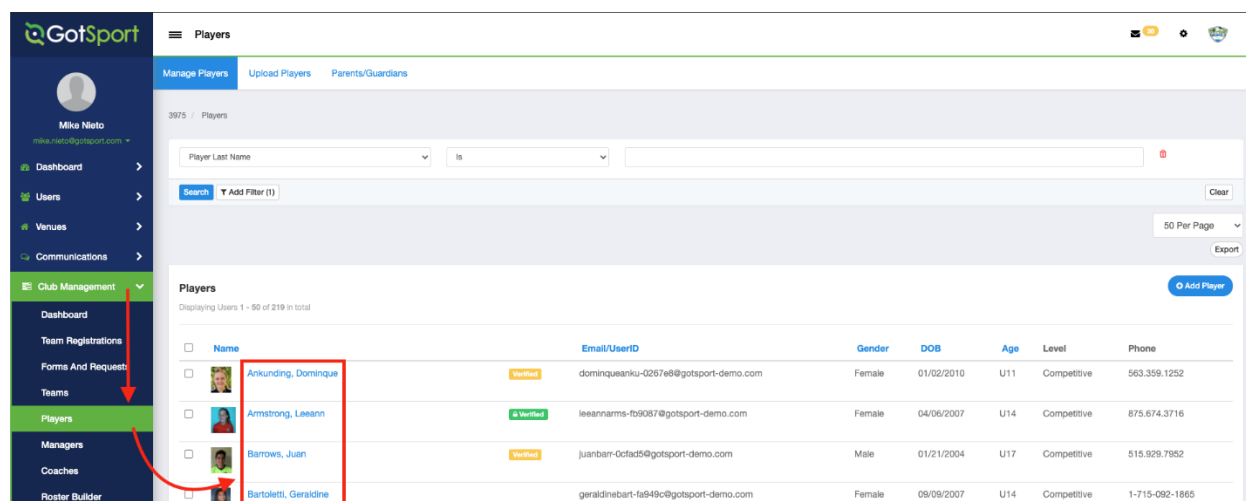 GotSport
Players
30
Mike Nieto
mike.nieto@gotsport.com
Dashboard
Users
Venues
Communications
Club Management
Dashboard
Team Registrations
Forms And Requests
Teams
Players
Managers
Coaches
Roster Builder
Manage Players Upload Players Parents/Guardians
3975 / Players
Player Last Name Is
Search Add Filter (1) Clear
50 Per Page
Export
Players
Add Player
Displaying Users 1 - 50 of 219 in total
Name Email/UserID Gender DOB Age Level Phone
Ankunding, Dominque Verified dominqueanku-0267e8@gotsport-demo.com Female 01/02/2010 U11 Competitive 563.359.1252
Armstrong, Leeann Verified leeannarms-fb9087@gotsport-demo.com Female 04/06/2007 U14 Competitive 875.674.3716
Barrows, Juan Verified juanbarr-0cfad5@gotsport-demo.com Male 01/21/2004 U17 Competitive 515.929.7952
Bartoletti, Geraldine geraldinebart-fa949c@gotsport-demo.com Female 09/09/2007 U14 Competitive 1-715-092-1865